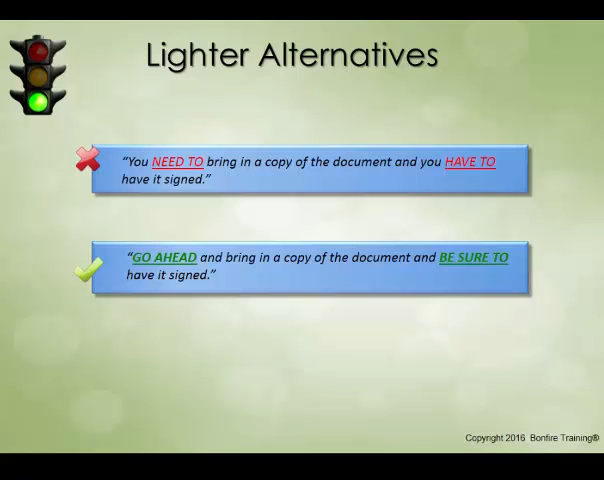 Lighter Alternatives
“You NEED TO bring in a copy of the document and you HAVE TO
have it signed.”
“GO AHEAD and bring in a copy of the document and BE SURE TO
have it signed.”
Copyright 2016 Bonfire Training®